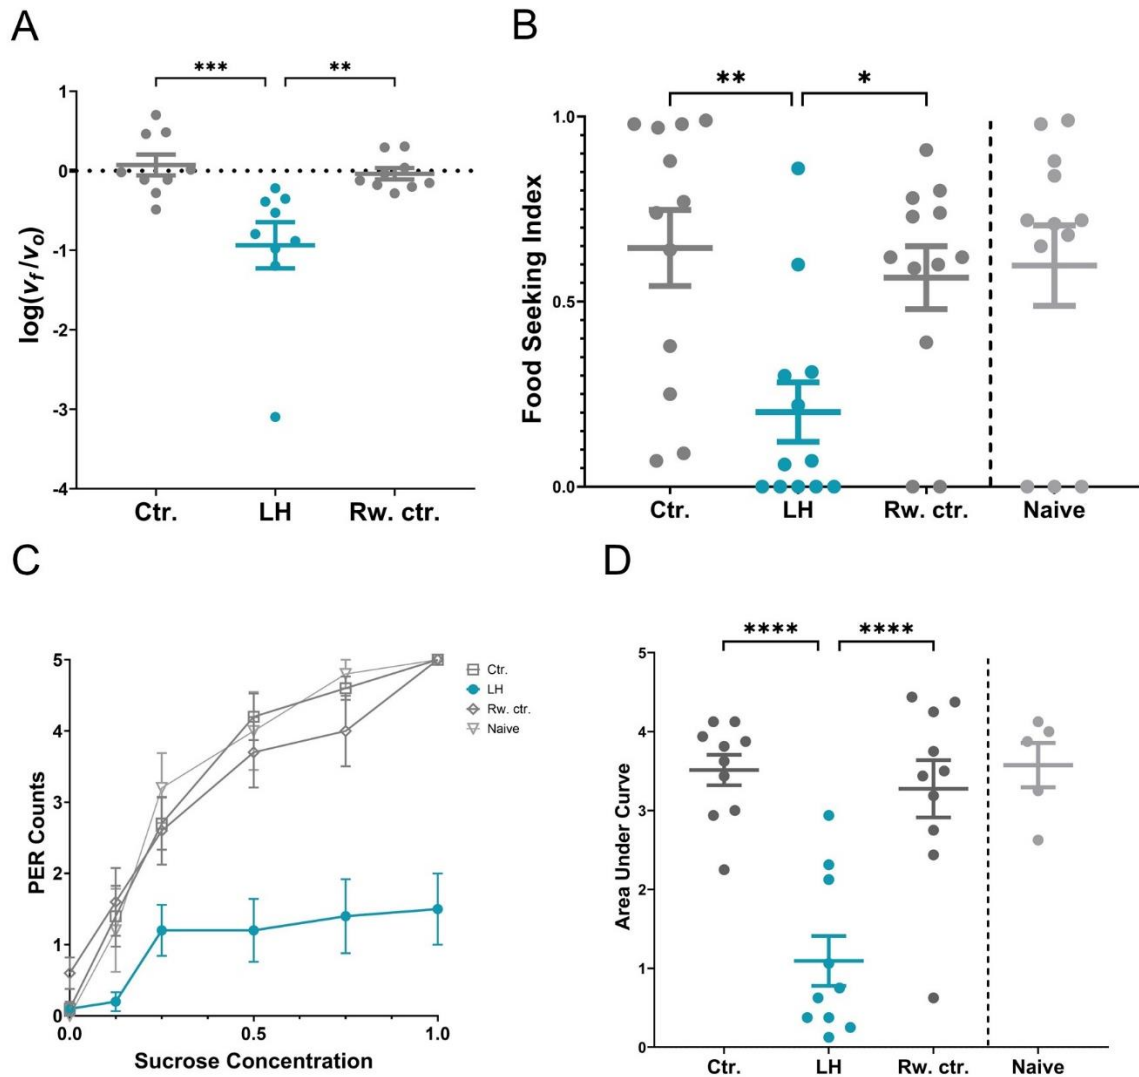 A
*** **
1
0
-1
-2
-3
-4
log(vf/vo)
Ctr. LH Rw. ctr.
B
** *
1.0
0.5
0.0
Food Seeking Index
Ctr. LH Rw. ctr. Naive
C
5
4
3
2
1
0
PER Counts
0.0 0.5 1.0
Sucrose Concentration
Ctr.
LH
Rw. ctr.
Naive
D
**** ****
5
4
3
2
1
0
Area Under Curve
Ctr. LH Rw. ctr. Naive